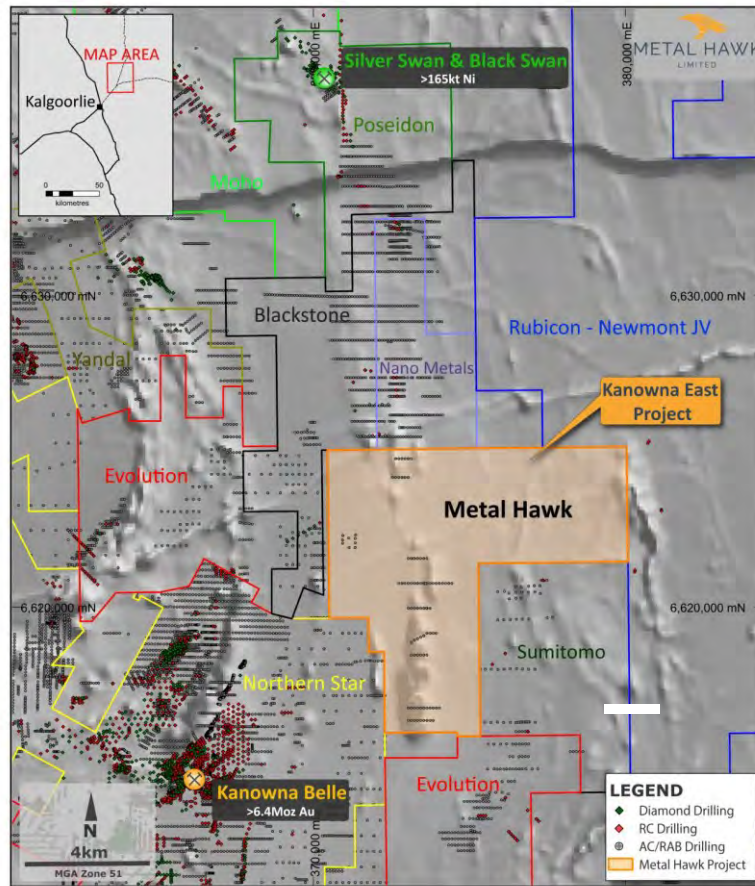 MAP AREA
Kalgoorlie
0 50
kilometres
mE
380,000 mE
METAL HAWK
LIMITED
Silver Swan & Black Swan
>165kt Ni
Poseidon
Moho
6,630,000 mN
6,630,000 mN
Blackstone
Rubicon - Newmont JV
Yandal
Nano Metals
Kanowna East
Project
Evolution
Metal Hawk
6,620,000 mN
6,620,000 mN
Sumitomo
Northern Star
Kanowna Belle
>6.4Moz Au
Evolution
N
4km
MGA Zone 51
370,000 mE
LEGEND
Diamond Drilling
RC Drilling
AC/RAB Drilling
Metal Hawk Project